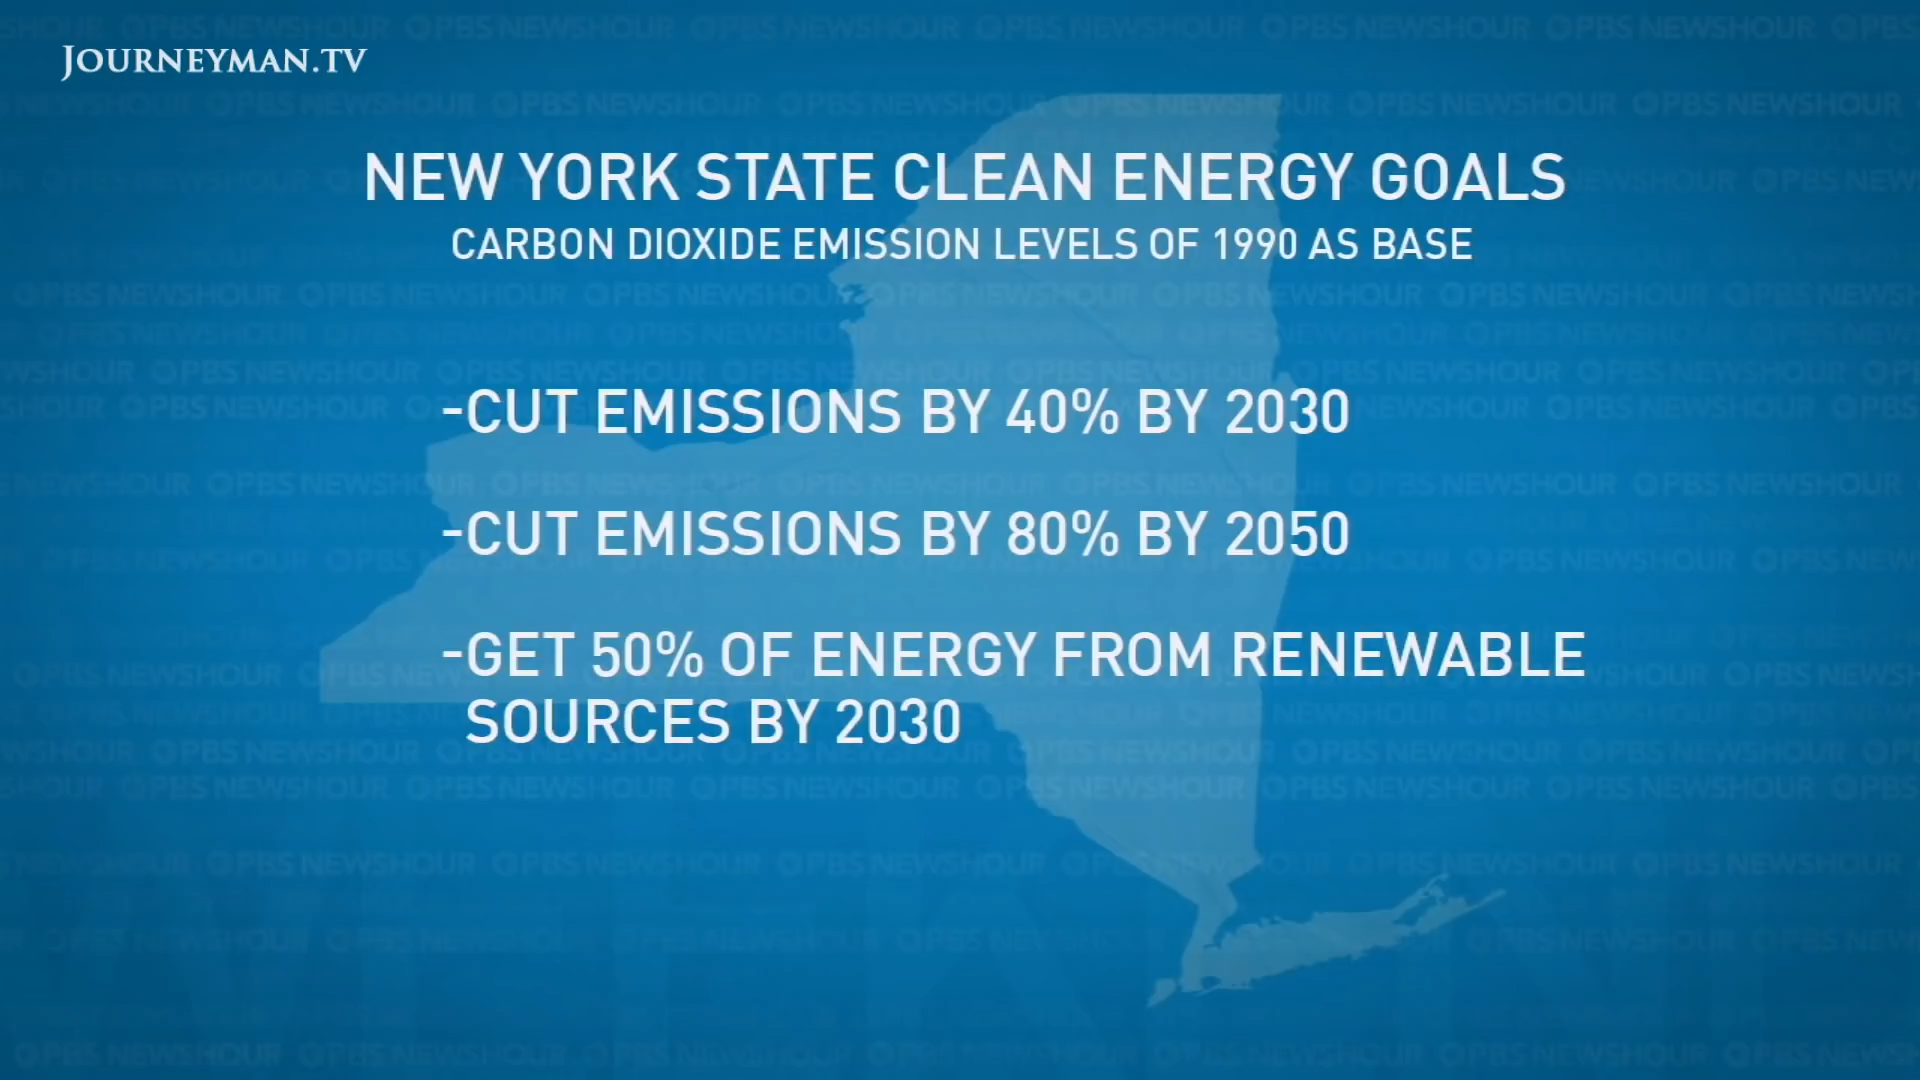 JOURNEYMAN.TV
NEW YORK STATE CLEAN ENERGY GOALS
CARBON DIOXIDE EMISSION LEVELS OF 1990 AS BASE
-CUT EMISSIONS BY 40% BY 2030
-CUT EMISSIONS BY 80% BY 2050
-GET 50% OF ENERGY FROM RENEWABLE
SOURCES BY 2030